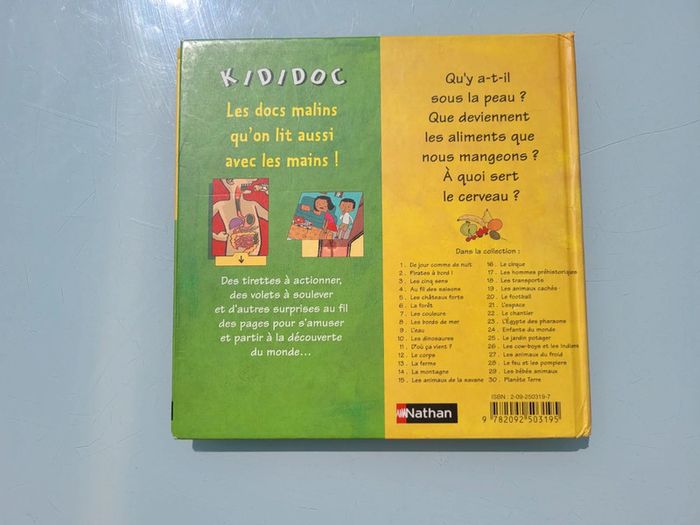 KIDIDOC
Les docs malins
qu'on lit aussi
avec les mains !
Des tirettes à actionner,
des volets à soulever
et d'autres surprises au fil
des pages pour s'amuser
et partir à la découverte
du monde...
Qu'y a-t-il
sous la peau ?
Que deviennent
les aliments que
nous mangeons ?
À quoi sert
le cerveau ?
Dans la collection :
1 . De jour comme de nuit
2 . Pirates à bord !
3 . Les cinq sens
4 . Au fil des saisons
5 . Les châteaux forts
6 . La forêt
7 . Les couleurs
8 . Les bords de mer
9 . L'eau
10 . Les dinosaures
11 . D'où ça vient ?
12 . Le corps
13 . La ferme
14 . La montagne
15 . Les animaux de la savane
16 . Le cirque
17 . Les hommes préhistoriques
18 . Les transports
19 . Les animaux cachés
20 . Le football
21 . L'espace
22 . Le chantier
23 . L'Égypte des pharaons
24 . Enfants du monde
25 . Le jardin potager
26 . Les cow-boys et les Indiens
27 . Les animaux du froid
28 . Le feu et les pompiers
29 . Les bébés animaux
30 . Planète Terre
Nathan
ISBN : 2-09-250319-7
9 782092 503195